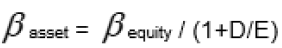 β asset = β equity / (1+D/E)